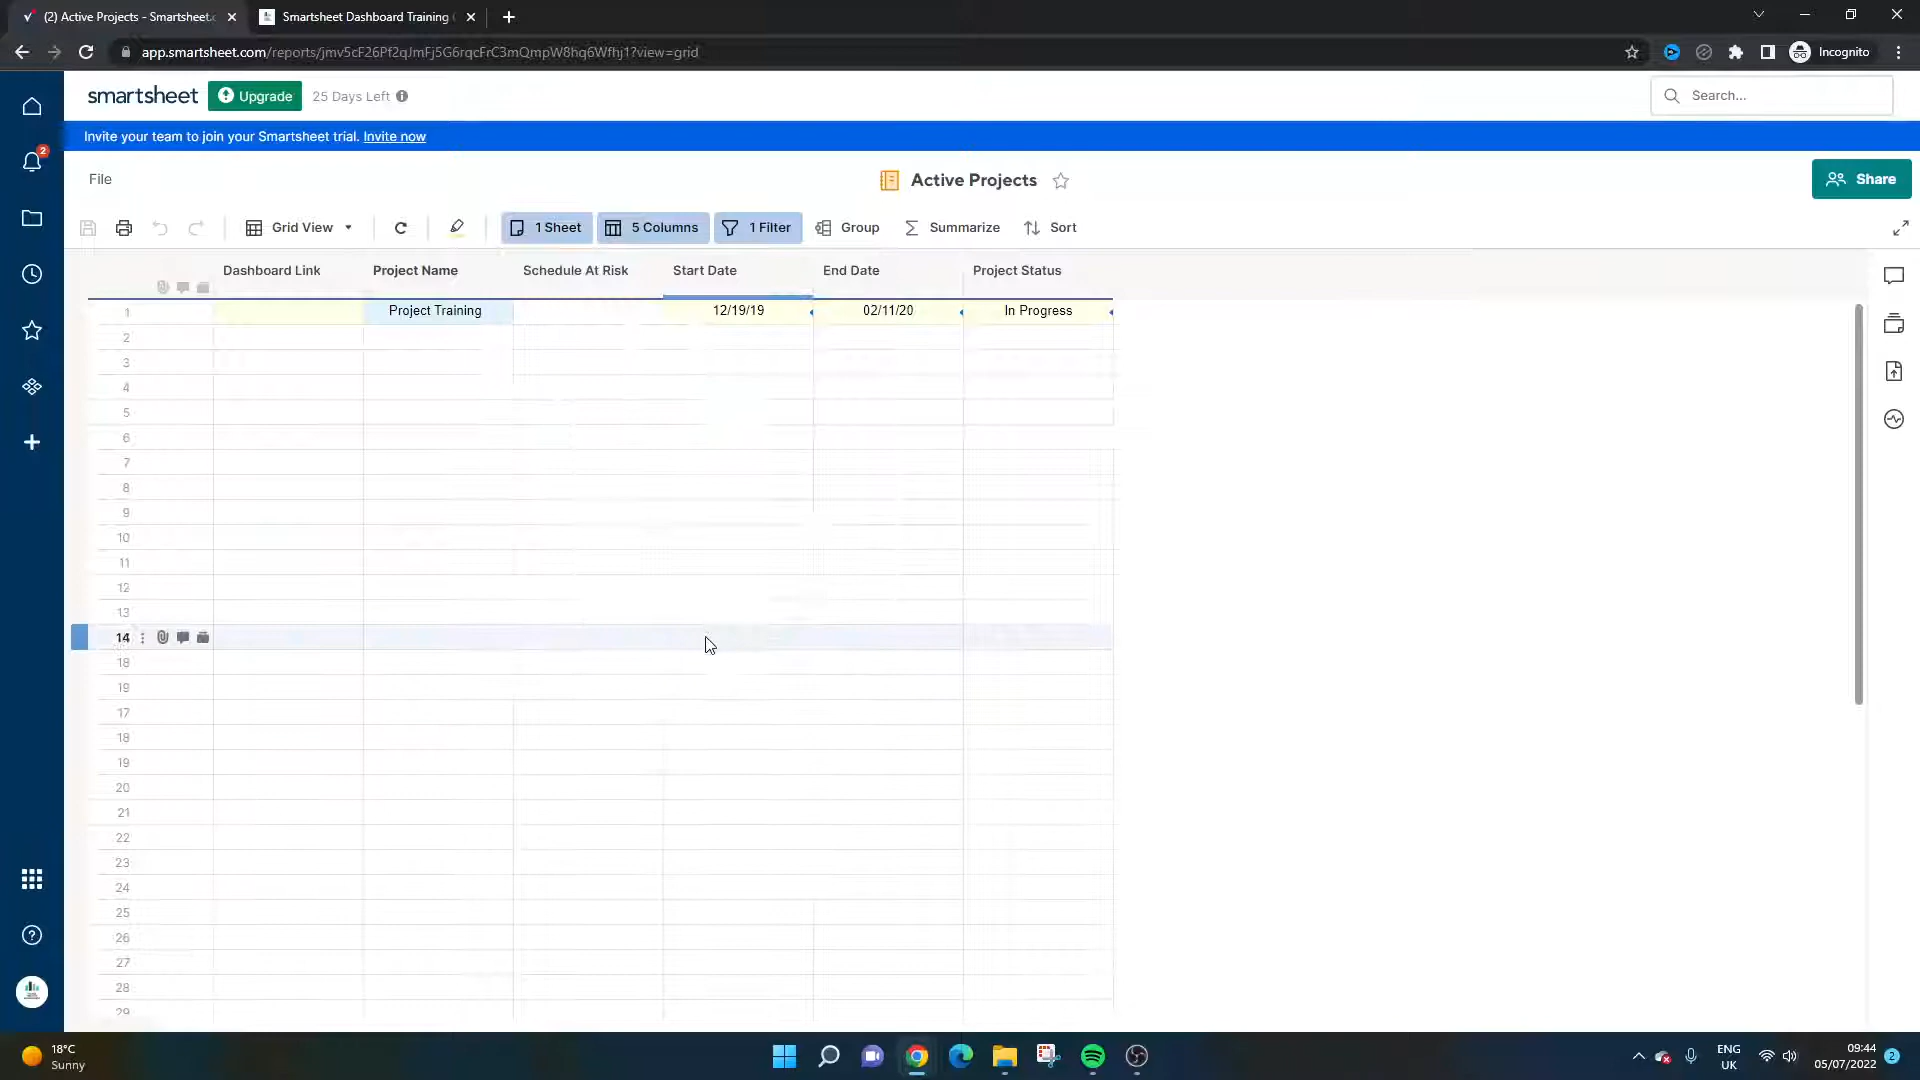 (2) Active Projects - Smartsheet.c
Smartsheet Dashboard Training (
app.smartsheet.com/reports/jmv5cF26Pf2qJmFj5G6rqcFrC3mQmpW8hq6Wfhj1?view=grid
Incognito
smartsheet
Upgrade
25 Days Left
Search...
Invite your team to join your Smartsheet trial. Invite now
2
File
Active Projects
Share
Grid View
1 Sheet
5 Columns
1 Filter
Group
Summarize
Sort
Dashboard Link
Project Name
Schedule At Risk
Start Date
End Date
Project Status
1
Project Training
12/19/19
02/11/20
In Progress
2
3
4
5
6
7
8
9
10
11
12
13
14
18
19
17
18
19
20
21
22
23
24
25
26
27
28
29
18°C
Sunny
ENG
UK
09:44
05/07/2022
2